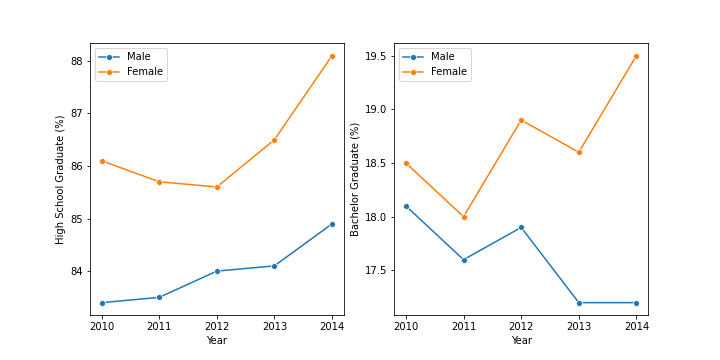 Male
Female
88
87
86
85
84
High School Graduate (%)
2010
2011
2012
2013
2014
Year
Male
Female
19.5
19.0
18.5
18.0
17.5
Bachelor Graduate (%)
2010
2011
2012
2013
2014
Year